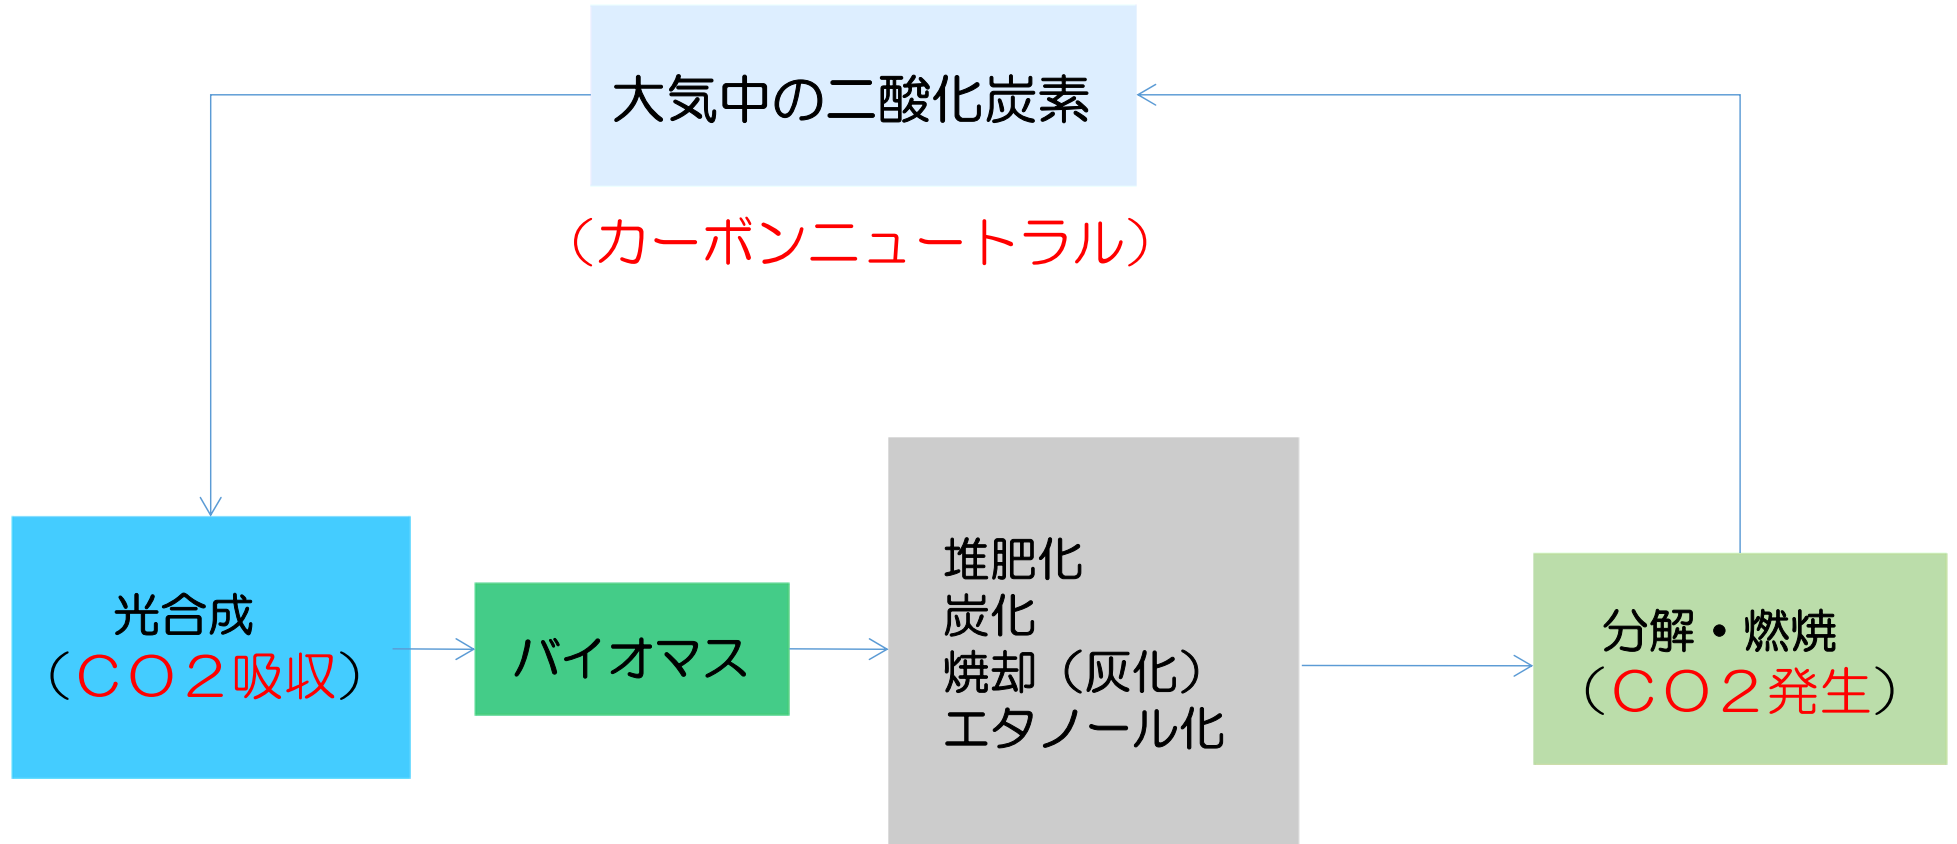 大気中の二酸化炭素
（カーボンニュートラル）
光合成
（ＣＯ２吸収）
バイオマス
堆肥化
炭化
焼却（灰化）
エタノール化
分解・燃焼
（ＣＯ２発生）